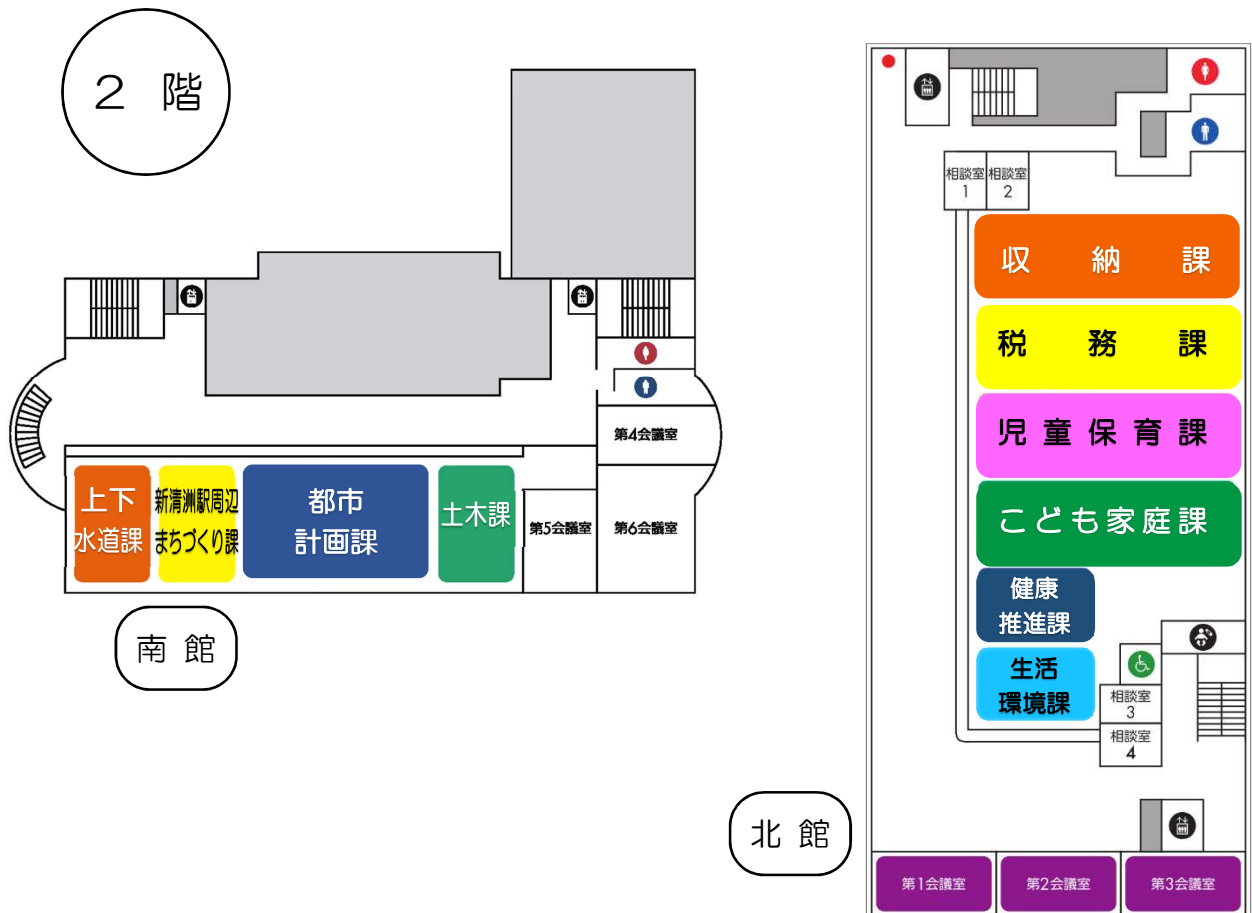 2 階
上下
水道課
新清洲駅周辺
まちづくり課
都市
計画課
土木課
第4会議室
第5会議室
第6会議室
南 館
相談室
1
相談室
2
収納課
税務課
児童保育課
こども家庭課
健康
推進課
生活
環境課
相談室
3
相談室
4
北 館
第1会議室
第2会議室
第3会議室